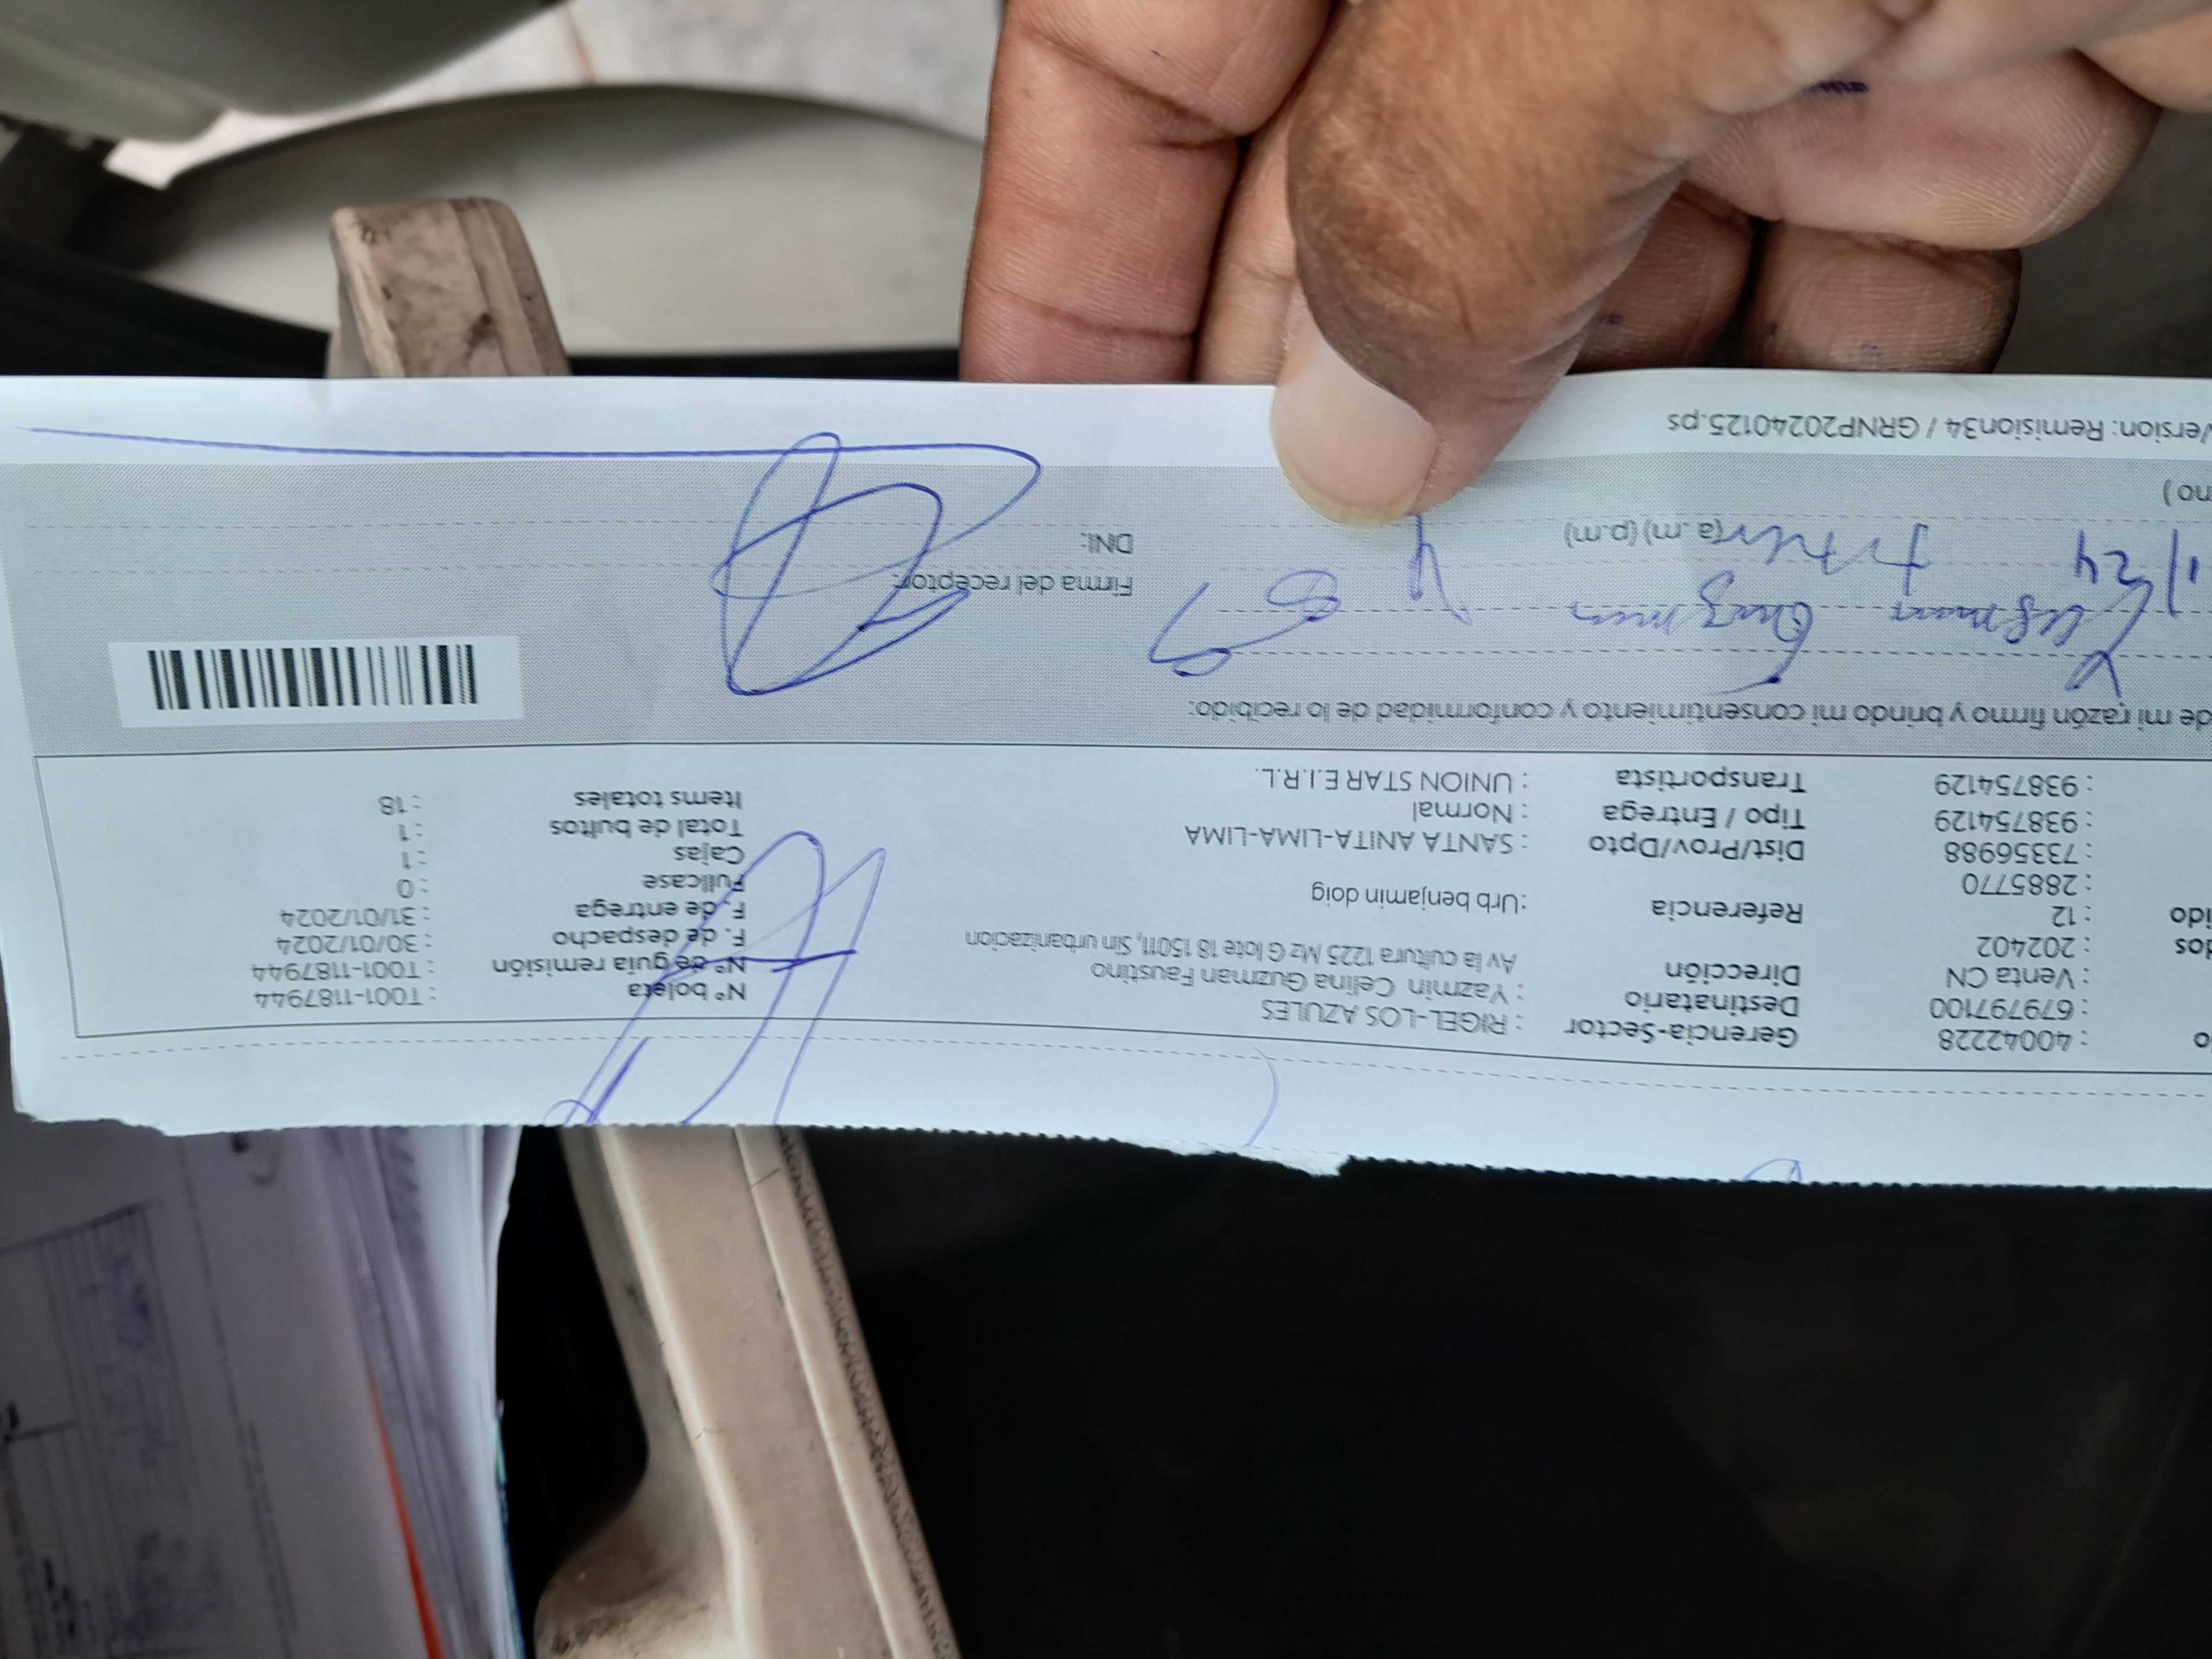 o : 40042228 Gerencia-Sector : RIGEL-LOS AZULES Nº boleta : T001-1187944
: 679797100 Destinatario : Yazmin Celina Guzman Faustino Nº de guía remisión : T001-1187944
: Venta CN Dirección Av la cultura 1225 Mz G lote 18 15011, Sin urbanizacion F. de despacho : 30/01/2024
dos : 202402 F. de entrega : 31/01/2024
ido : 12 Referencia :Urb benjamin doig Fullcase : 0
: 2885770 Cajas : 1
: 73356988 Dist/Prov/Dpto : SANTA ANITA-LIMA-LIMA Total de bultos : 1
: 938754129 Tipo / Entrega : Normal Items totales : 18
: 938754129 Transportista : UNION STAR E.I.R.L.
de mi razón firmo y brindo mi consentimiento y conformidad de lo recibido:
Guzman
Firma del receptor:
1/24 (a.m) (p.m) DNI:
no )
Version: Remision34 / GRNP20240125.ps